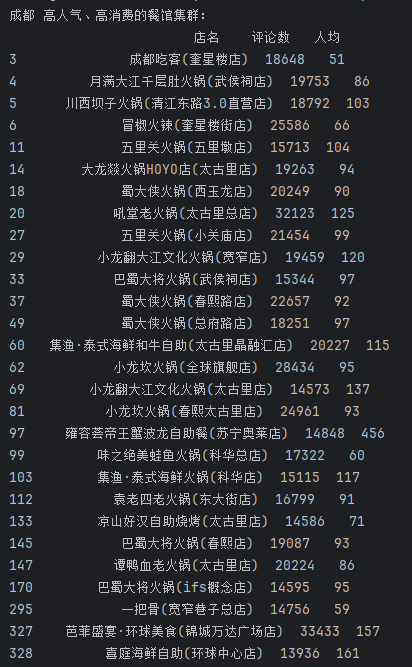 成都 高人气、高消费的餐馆集群：
店名 评论数 人均
3 成都吃客(奎星楼店) 18648 51
4 月满大江千层肚火锅(武侯祠店) 19753 86
5 川西坝子火锅(清江东路3.0直营店) 18792 103
6 冒椒火辣(奎星楼街店) 25586 66
11 五里关火锅(五里墩店) 15713 104
14 大龙燚火锅HOYO店(太古里店) 19263 94
18 蜀大侠火锅(西玉龙店) 20249 90
20 吼堂老火锅(太古里总店) 32123 125
27 五里关火锅(小关庙店) 21454 99
29 小龙翻大江文化火锅(宽窄店) 19459 120
33 巴蜀大将火锅(武侯祠店) 15344 97
37 蜀大侠火锅(春熙路店) 22657 92
49 蜀大侠火锅(总府路店) 18251 97
60 集渔·泰式海鲜和牛自助(太古里晶融汇店) 20227 115
62 小龙坎火锅(全球旗舰店) 28434 95
69 小龙翻大江文化火锅(太古里店) 14573 137
81 小龙坎火锅(春熙太古里店) 24961 93
97 雍容荟帝王蟹波龙自助餐(苏宁奥莱店) 14848 456
99 味之绝美蛙鱼火锅(科华总店) 17322 60
103 集渔·泰式海鲜火锅(科华店) 15115 117
112 袁老四老火锅(东大街店) 16799 91
133 凉山好汉自助烧烤(太古里店) 14586 71
145 巴蜀大将火锅(春熙店) 19087 93
147 谭鸭血老火锅(太古里店) 20224 86
170 巴蜀大将火锅(ifs概念店) 14595 95
295 一把骨(宽窄巷子总店) 14756 59
327 芭菲盛宴·环球美食(锦城万达广场店) 33433 157
328 喜庭海鲜自助(环球中心店) 13936 161